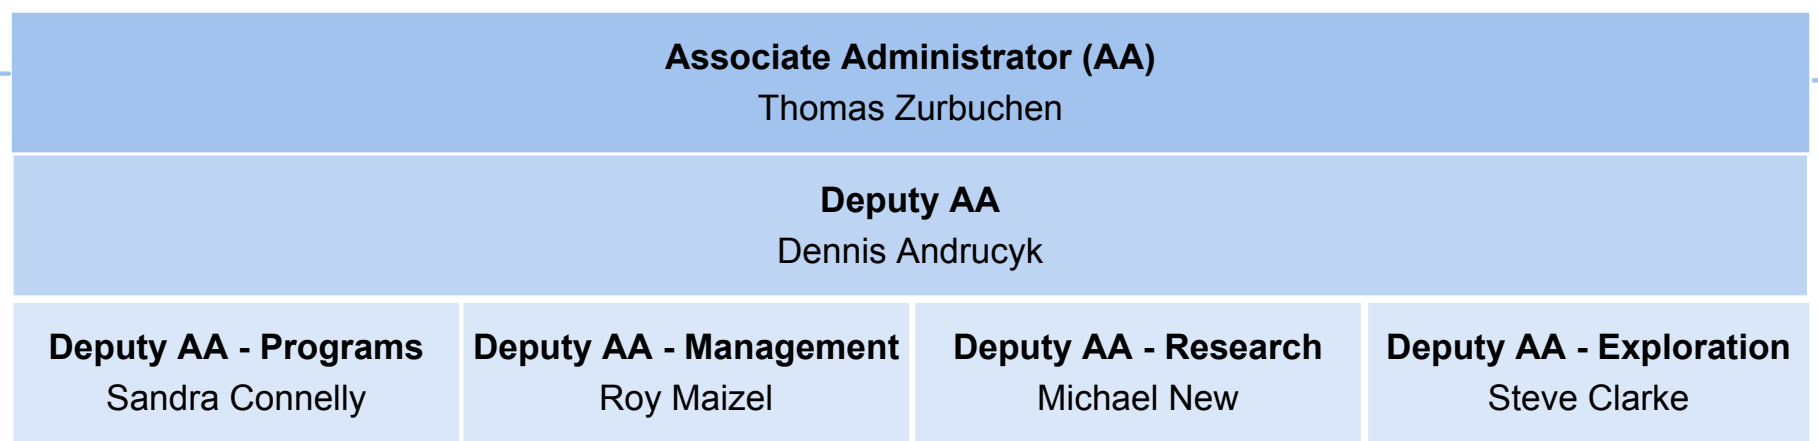 Associate Administrator (AA)
Thomas Zurbuchen
Deputy AA
Dennis Andrucyk
Deputy AA - Programs
Sandra Connelly
Deputy AA - Management
Roy Maizel
Deputy AA - Research
Michael New
Deputy AA - Exploration
Steve Clarke